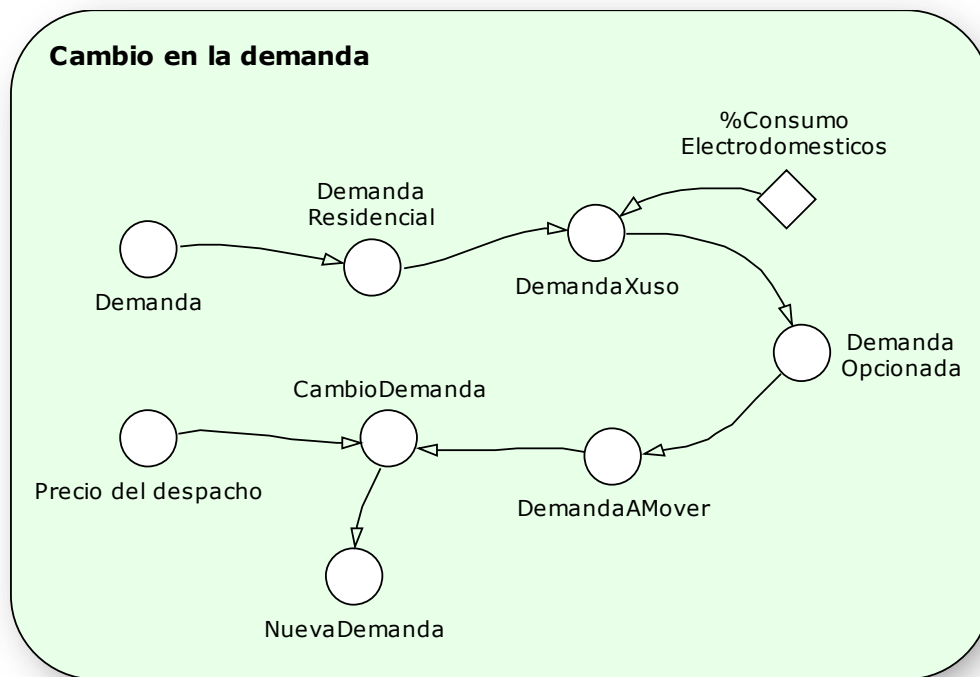 Cambio en la demanda
%Consumo
Electrodomesticos
Demanda
Residencial
Demanda
DemandaXuso
Demanda
Opcionada
CambioDemanda
Precio del despacho
DemandaAMover
NuevaDemanda